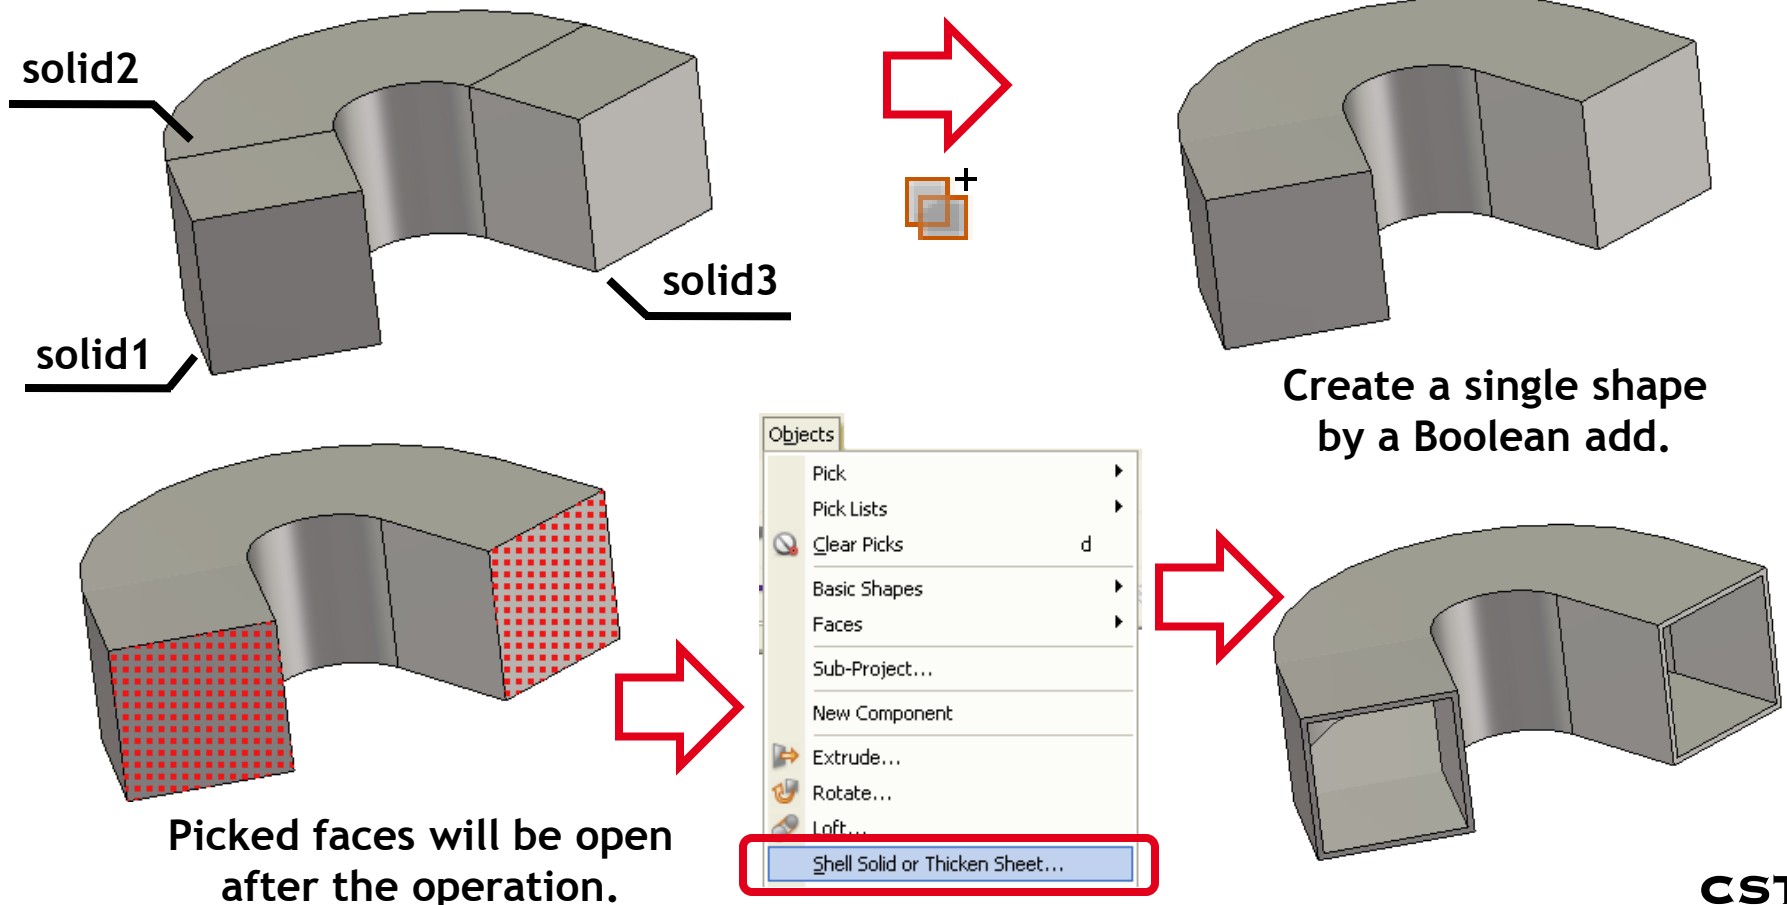 solid2
solid3
solid1
Create a single shape
by a Boolean add.
Objects
Pick
Pick Lists
Clear Picks d
Basic Shapes
Faces
Sub-Project...
New Component
Extrude...
Rotate...
Loft...
Shell Solid or Thicken Sheet...
Picked faces will be open
after the operation.
CST